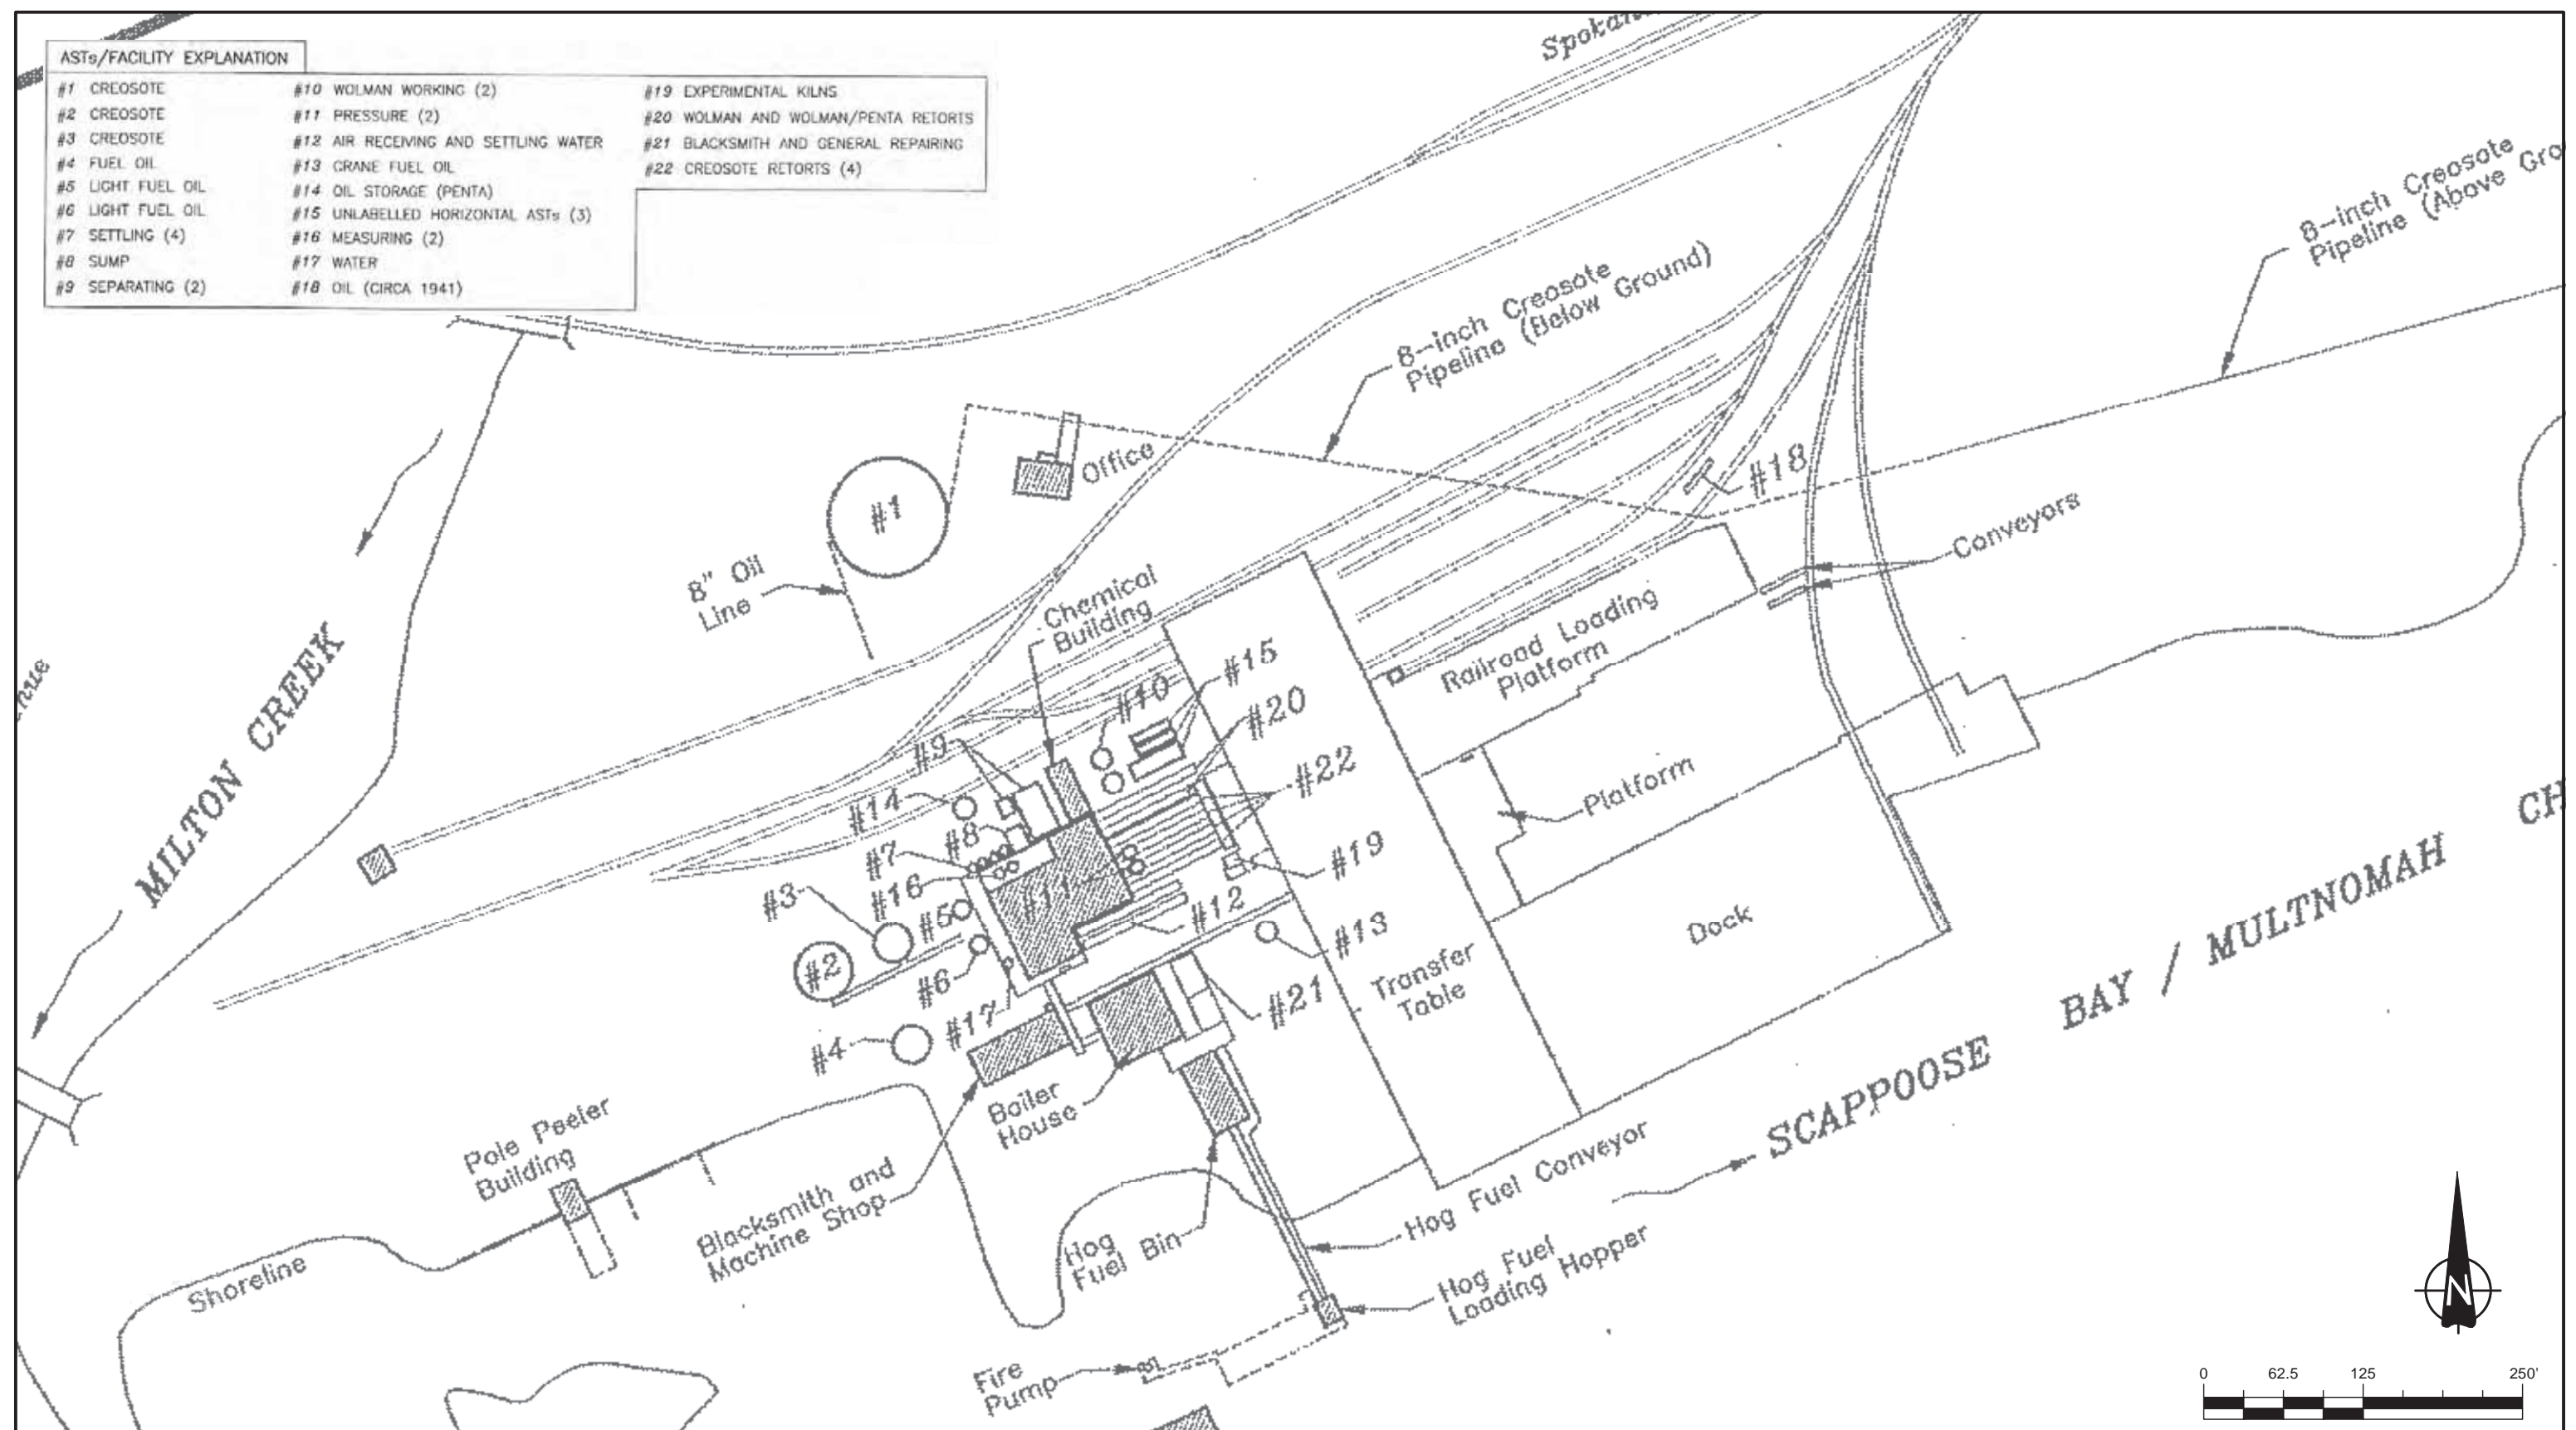 ASTs/FACILITY EXPLANATION
#1 CREOSOTE
#2 CREOSOTE
#3 CREOSOTE
#4 FUEL OIL
#5 LIGHT FUEL OIL
#6 LIGHT FUEL OIL
#7 SETTLING (4)
#8 SUMP
#9 SEPARATING (2)
#10 WOLMAN WORKING (2)
#11 PRESSURE (2)
#12 AIR RECEIVING AND SETTLING WATER
#13 CRANE FUEL OIL
#14 OIL STORAGE (PENTA)
#15 UNLABELLED HORIZONTAL ASTs (3)
#16 MEASURING (2)
#17 WATER
#18 OIL (CIRCA 1941)
#19 EXPERIMENTAL KILNS
#20 WOLMAN AND WOLMAN/PENTA RETORTS
#21 BLACKSMITH AND GENERAL REPAIRING
#22 CREOSOTE RETORTS (4)
Spokan
8-inch Creosote
Pipeline (Above Gro
8-inch Creosote
Pipeline (Below Ground)
Office
#1
#18
Conveyors
8" Oil
Line
Chemical
Building
Railroad Loading
Platform
#15
#10
#20
#9
#22
#14
#8
#7
#16
#3
#5
#11
#12
#19
#2
#6
#13
#17
#4
#21
Platform
Dock
Transfer
Table
nue
MILTON CREEK
SCAPPOOSE BAY / MULTNOMAH CH
Boiler
House
Pole Peeler
Building
Blacksmith and
Machine Shop
Hog
Fuel Bin
Hog Fuel Conveyor
Hog Fuel
Loading Hopper
Shoreline
Fire
Pump
N
0 62.5 125 250'